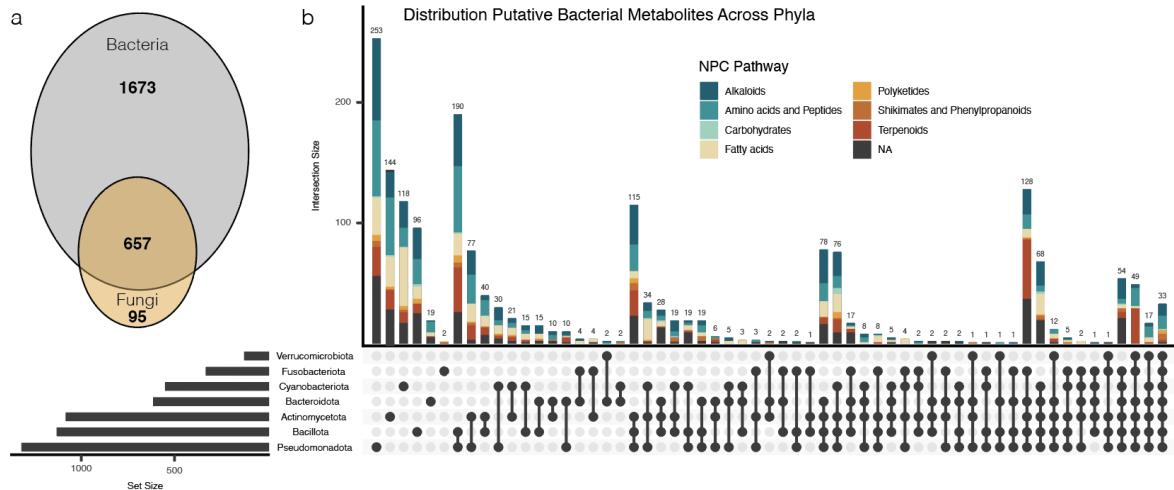 a
Bacteria
1673
657
Fungi
95
b
Distribution Putative Bacterial Metabolites Across Phyla
NPC Pathway
Alkaloids
Amino acids and Peptides
Carbohydrates
Fatty acids
Polyketides
Shikimates and Phenylpropanoids
Terpenoids
NA
Intersection Size
200
100
253 144 118 96 19 2 190 77 40 30 21 15 15 10 10 4 4 2 2 115 34 28 19 19 19 6 5 3 3 2 2 2 1 78 76 17 8 8 5 4 2 2 2 2 1 1 1 1 128 68 12 5 2 1 1 54 49 17 33
Verrucomicrobiota
Fusobacteriota
Cyanobacteriota
Bacteroidota
Actinomycetota
Bacillota
Pseudomonadota
1000 500
Set Size